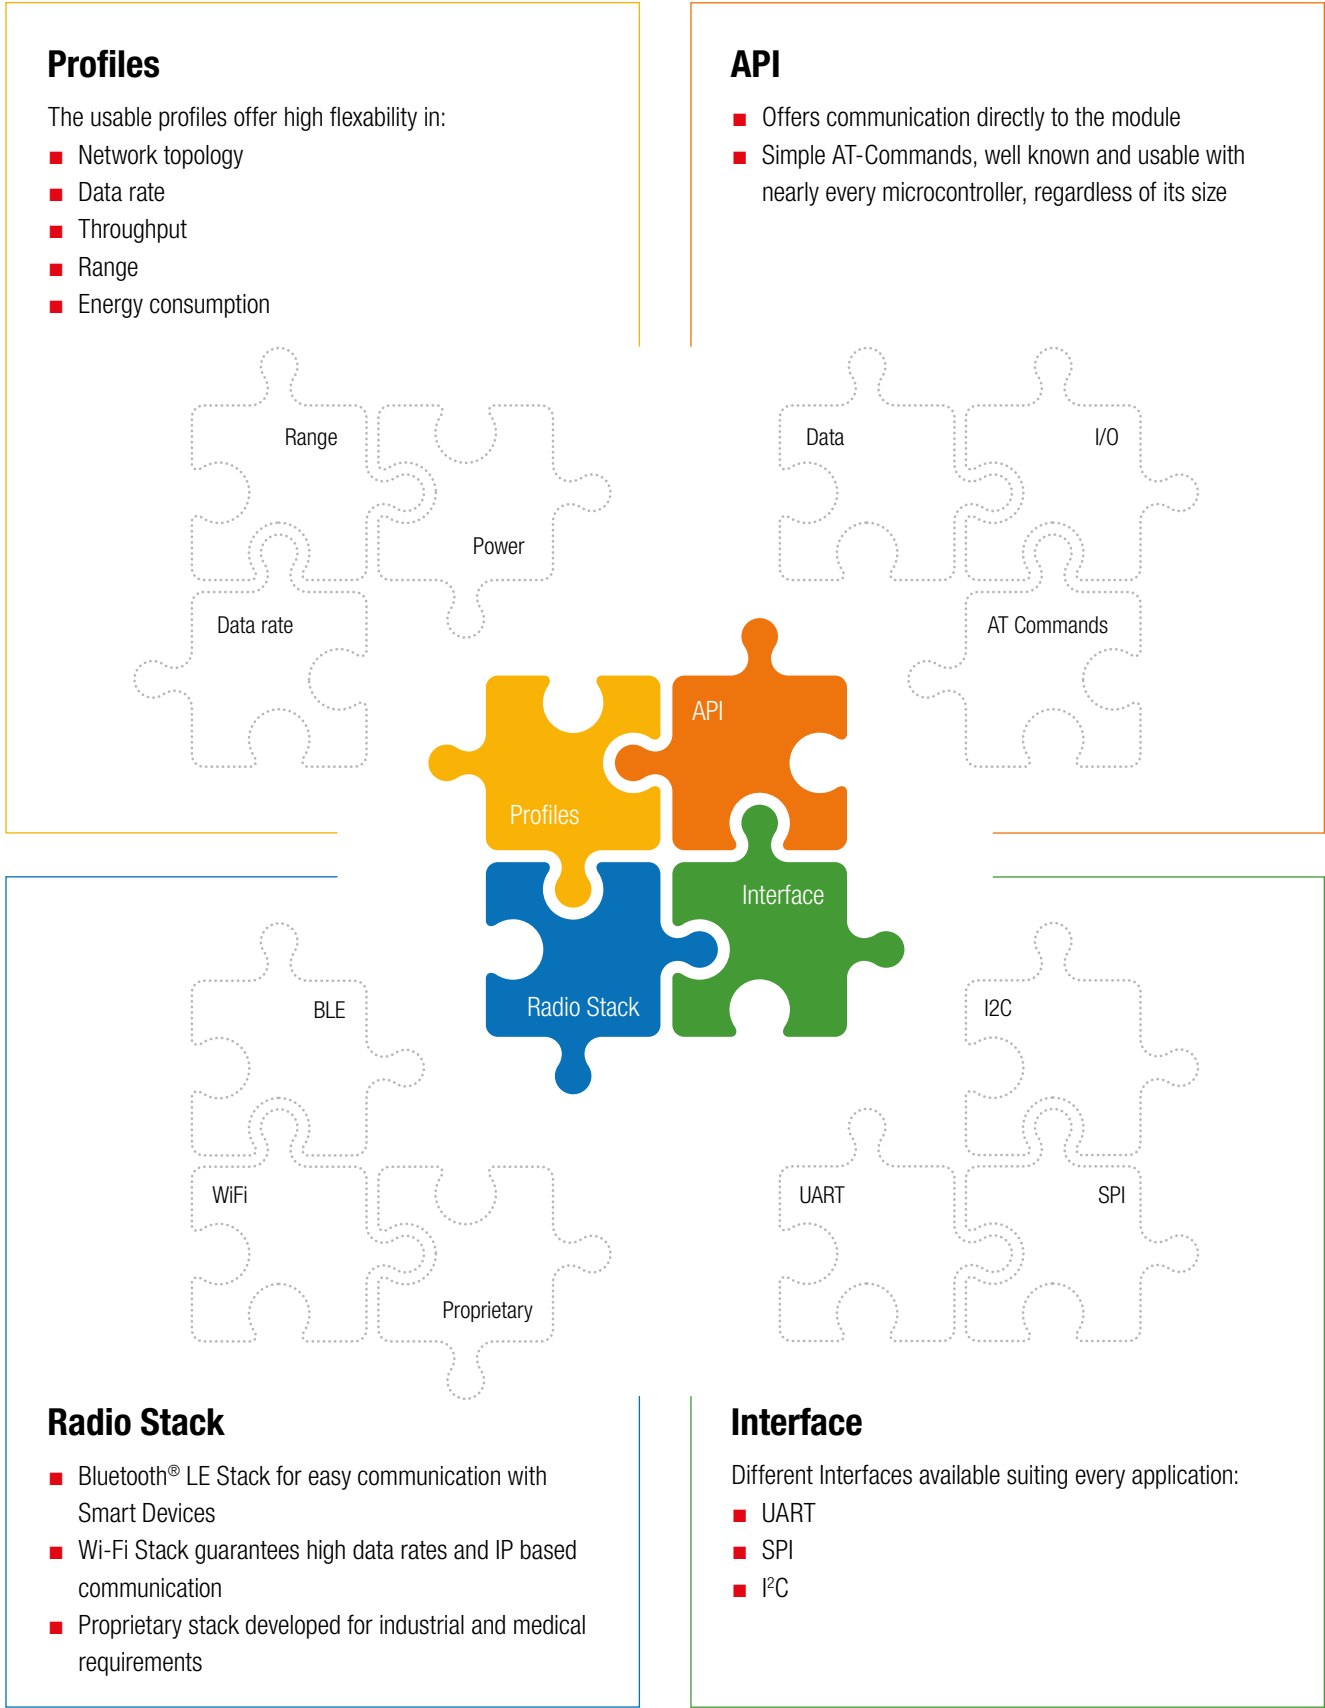 Profiles
The usable profiles offer high flexability in:
■ Network topology
■ Data rate
■ Throughput
■ Range
■ Energy consumption
API
■ Offers communication directly to the module
■ Simple AT-Commands, well known and usable with
nearly every microcontroller, regardless of its size
Range
Power
Data rate
Data
I/O
AT Commands
API
Profiles
Interface
Radio Stack
BLE
WiFi
Proprietary
I2C
UART
SPI
Radio Stack
■ Bluetooth® LE Stack for easy communication with
Smart Devices
■ Wi-Fi Stack guarantees high data rates and IP based
communication
■ Proprietary stack developed for industrial and medical
requirements
Interface
Different Interfaces available suiting every application:
■ UART
■ SPI
■ I²C